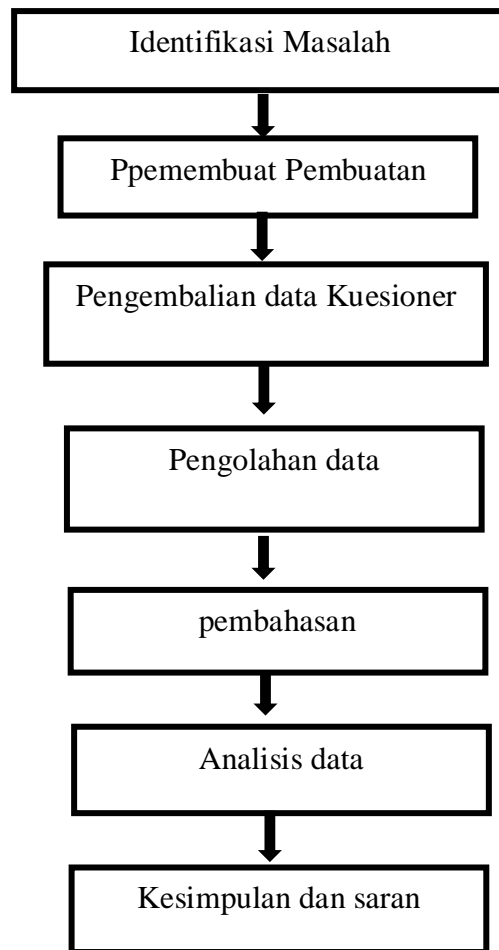 Identifikasi Masalah
Ppemembuat Pembuatan
Pengembalian data Kuesioner
Pengolahan data
pembahasan
Analisis data
Kesimpulan dan saran